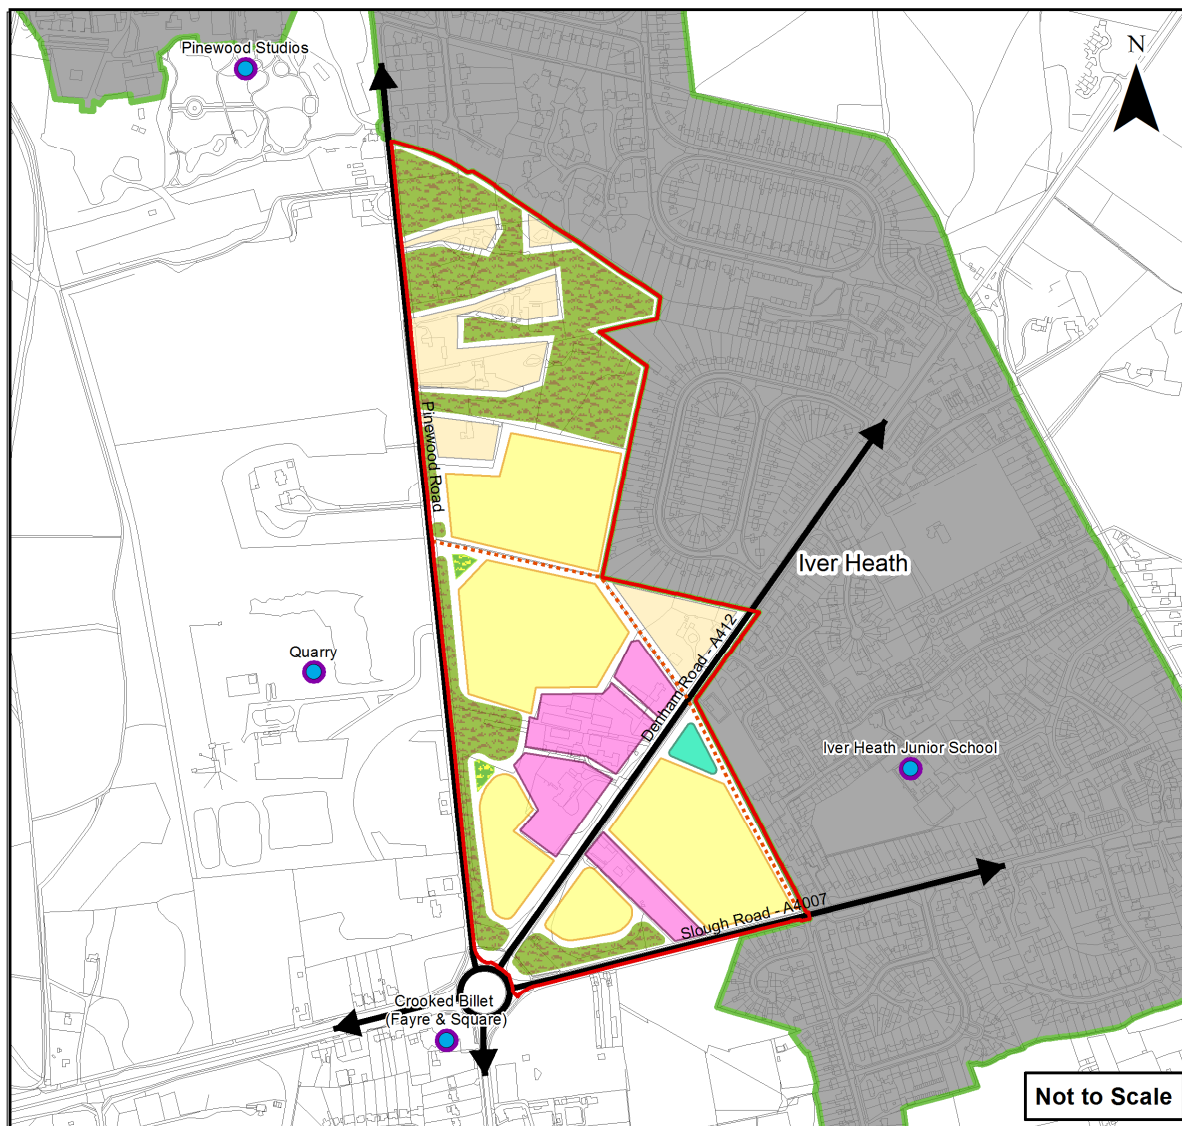 Pinewood Studios
N
Pinewood Road
Iver Heath
Denham Road - A412
Quarry
Iver Heath Junior School
Slough Road - A4007
Crooked Billet
(Fayre & Square)
Not to Scale